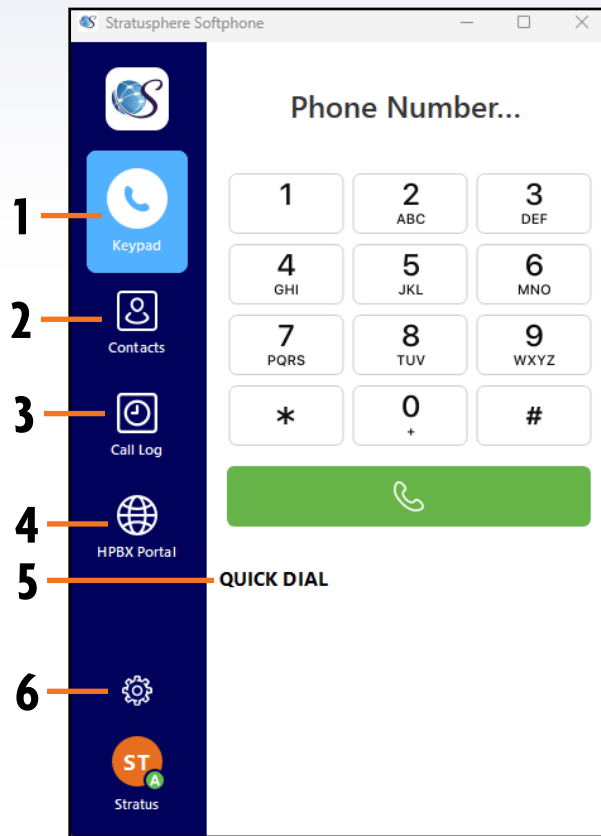 Stratusphere Softphone
S
Phone Number...
1
Keypad
1
2
ABC
3
DEF
4
GHI
5
JKL
6
MNO
2
Contacts
7
PQRS
8
TUV
9
WXYZ
3
Call Log
*
0
+
#
4
HPBX Portal
5
QUICK DIAL
6
ST
A
Stratus